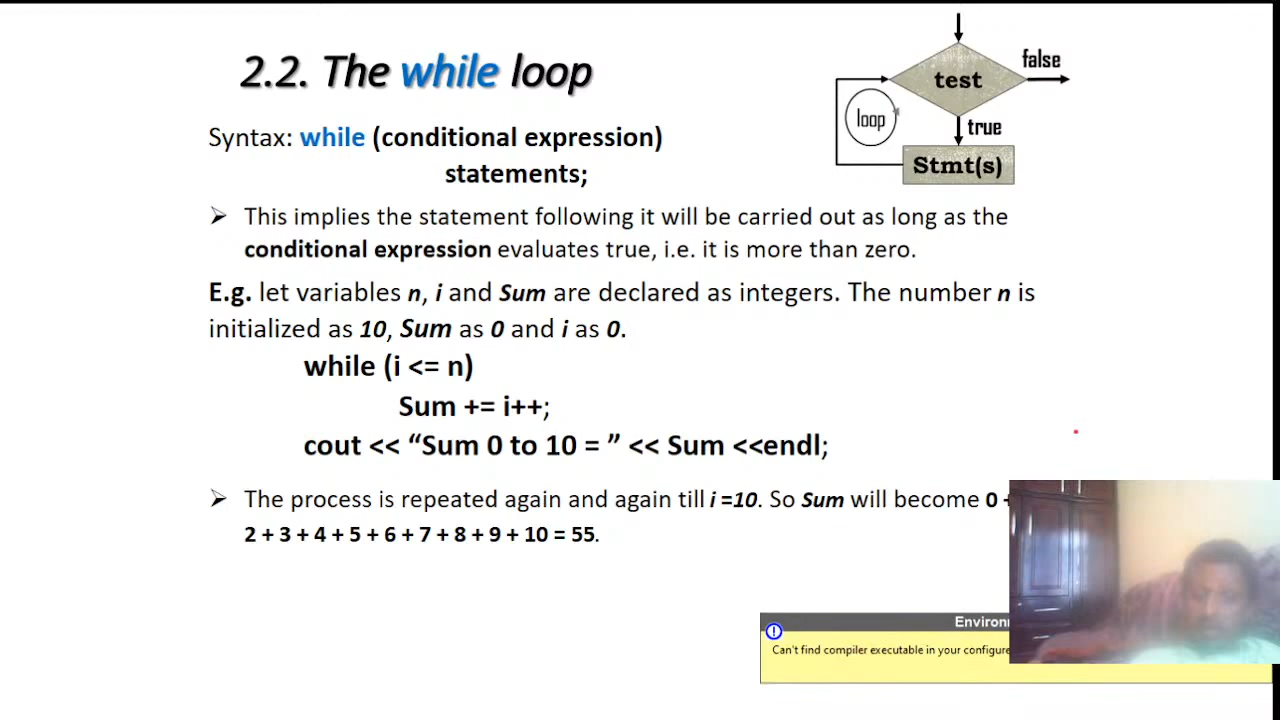 2.2. The while loop
false
test
loop
true
Stmt(s)
Syntax: while (conditional expression)
statements;
➢ This implies the statement following it will be carried out as long as the
conditional expression evaluates true, i.e. it is more than zero.
E.g. let variables n, i and Sum are declared as integers. The number n is
initialized as 10, Sum as 0 and i as 0.
while (i <= n)
Sum += i++;
cout << “Sum 0 to 10 = ” << Sum <<endl;
➢ The process is repeated again and again till i =10. So Sum will become 0
2 + 3 + 4 + 5 + 6 + 7 + 8 + 9 + 10 = 55.
Can't find compiler executable in your